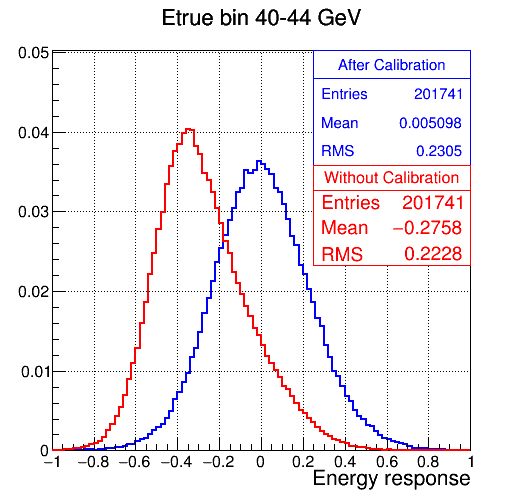 Etrue bin 40-44 GeV
0.05
After Calibration
Entries 201741
Mean 0.005098
RMS 0.2305
Without Calibration
Entries 201741
Mean −0.2758
RMS 0.2228
0.04
0.03
0.02
0.01
0
−1 −0.8 −0.6 −0.4 −0.2 0 0.2 0.4 0.6 0.8 1
Energy response